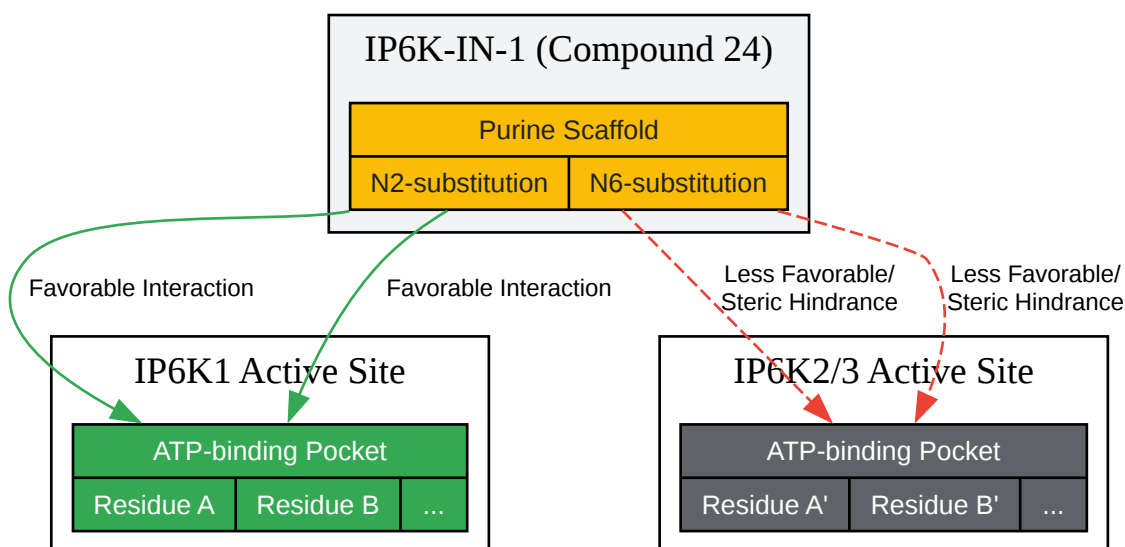 IP6K-IN-1 (Compound 24)
Purine Scaffold
N2-substitution
N6-substitution
Favorable Interaction
Favorable Interaction
Less Favorable/
Steric Hindrance
Less Favorable/
Steric Hindrance
IP6K1 Active Site
ATP-binding Pocket
Residue A
Residue B
...
IP6K2/3 Active Site
ATP-binding Pocket
Residue A'
Residue B'
...